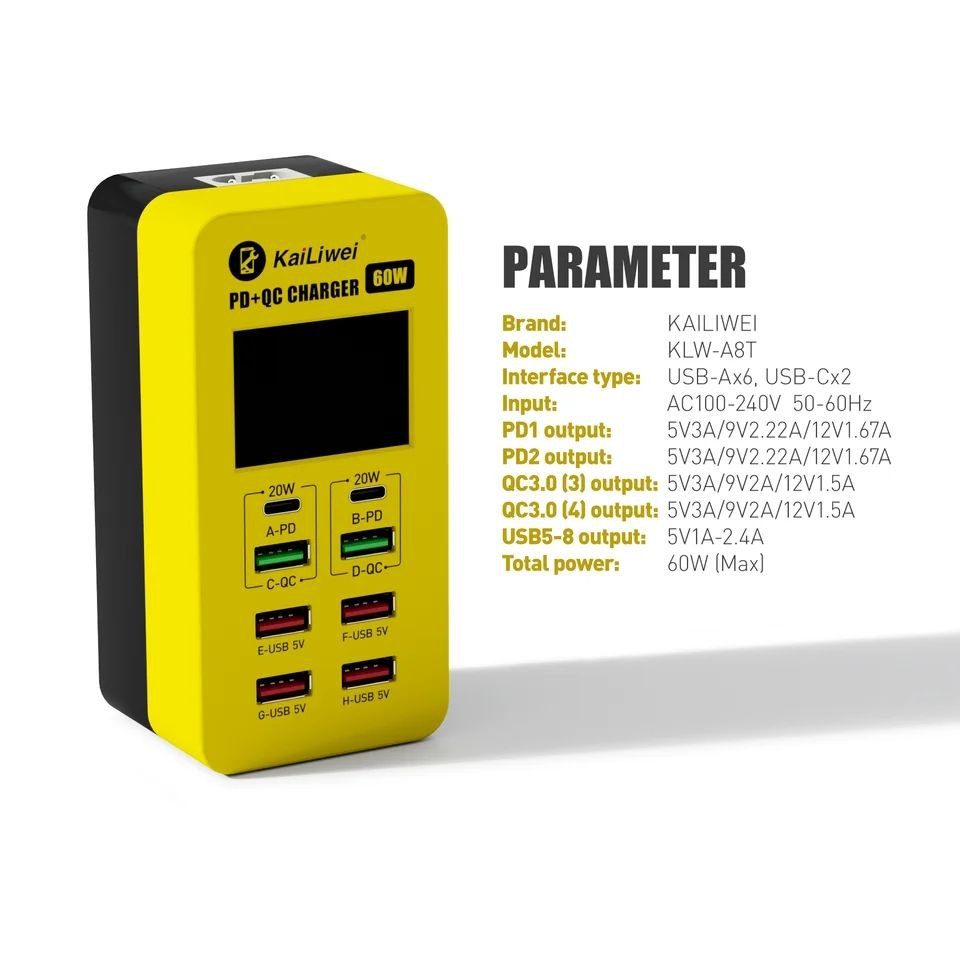 KaiLiwei®
PD+QC CHARGER 60W
20W
20W
A-PD
B-PD
C-QC
D-QC
E-USB 5V
F-USB 5V
G-USB 5V
H-USB 5V
PARAMETER
Brand: KAILIWEI
Model: KLW-A8T
Interface type: USB-Ax6, USB-Cx2
Input: AC100-240V 50-60Hz
PD1 output: 5V3A/9V2.22A/12V1.67A
PD2 output: 5V3A/9V2.22A/12V1.67A
QC3.0 (3) output: 5V3A/9V2A/12V1.5A
QC3.0 (4) output: 5V3A/9V2A/12V1.5A
USB5-8 output: 5V1A-2.4A
Total power: 60W (Max)